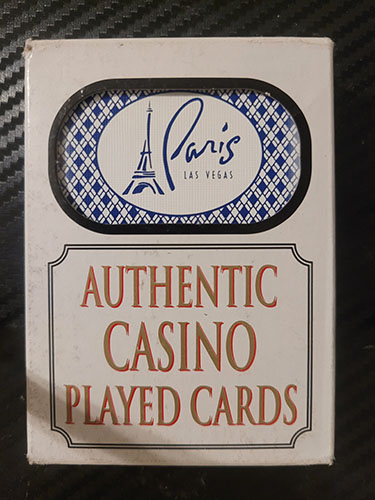 Paris
LAS VEGAS
AUTHENTIC
CASINO
PLAYED CARDS